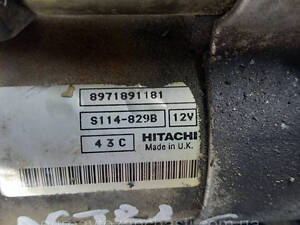 8971891181
S114-829B 12V
43C HITACHI
Made in U.K.